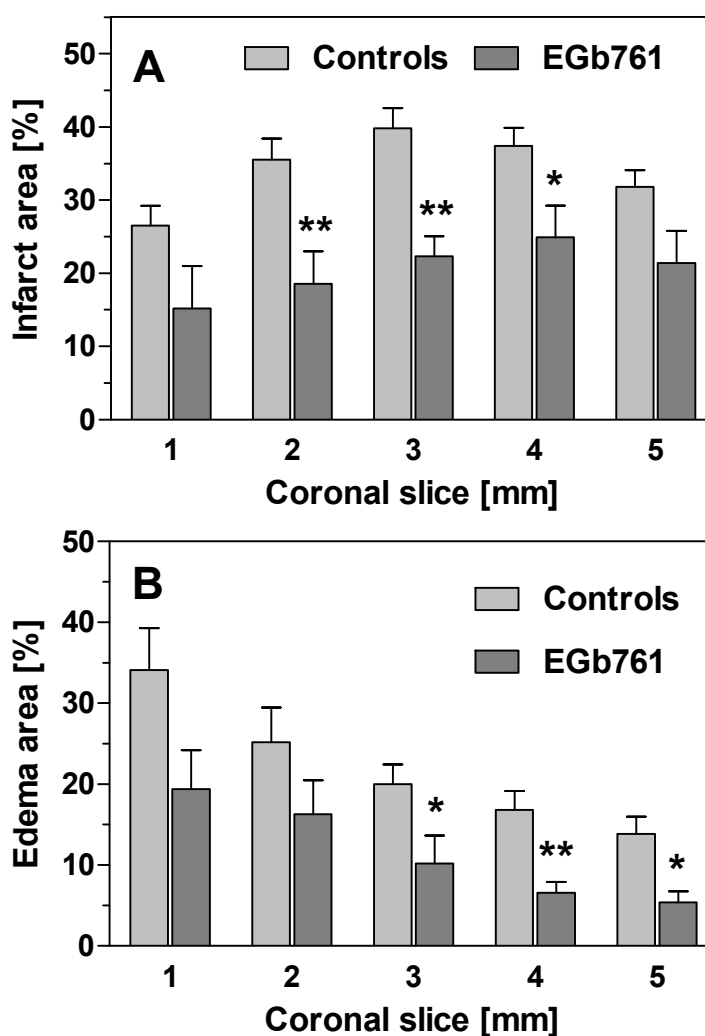 A
Controls EGb761
Infarct area [%]
50
40
30
20
10
0
** ** *
1 2 3 4 5
Coronal slice [mm]
B
Controls
EGb761
Edema area [%]
50
40
30
20
10
0
* ** *
1 2 3 4 5
Coronal slice [mm]